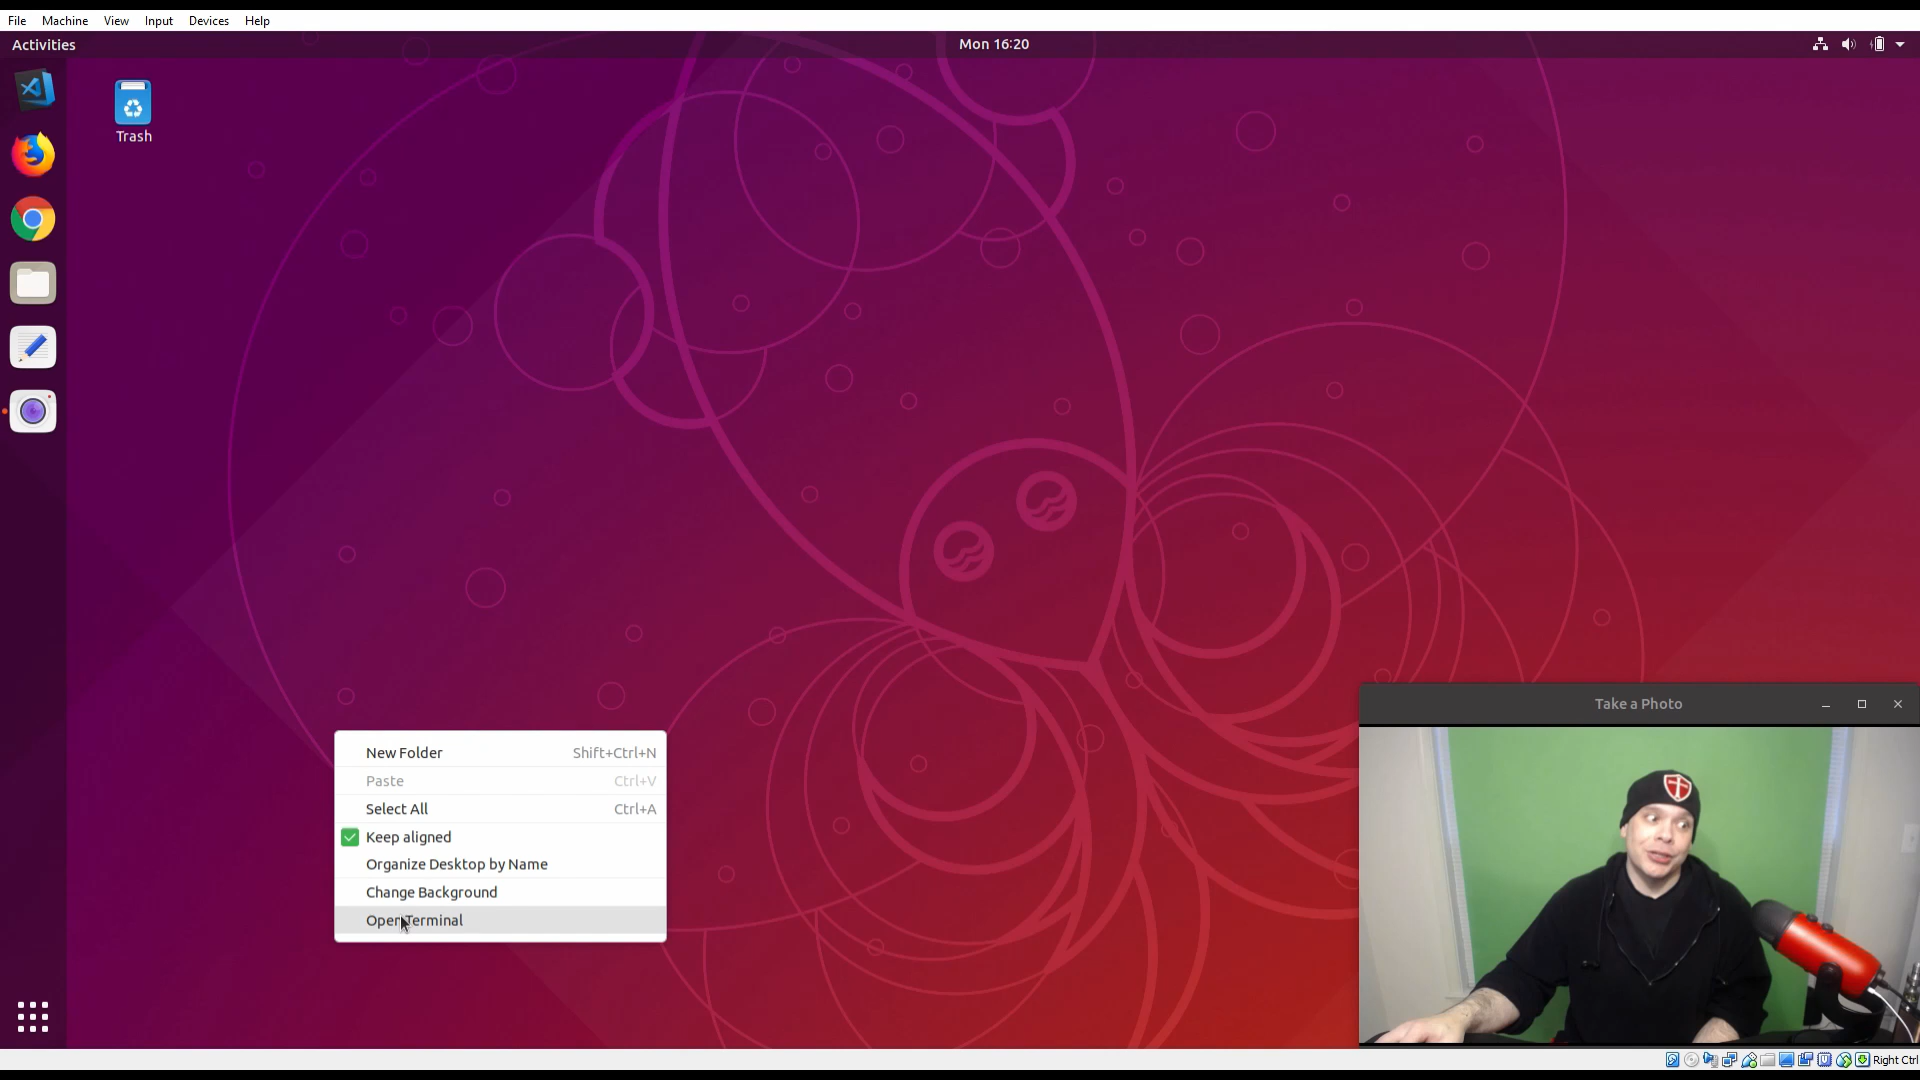 File Machine View Input Devices Help
Activities
Mon 16:20
Trash
New Folder Shift+Ctrl+N
Paste Ctrl+V
Select All Ctrl+A
Keep aligned
Organize Desktop by Name
Change Background
Open Terminal
Take a Photo
Right Ctrl